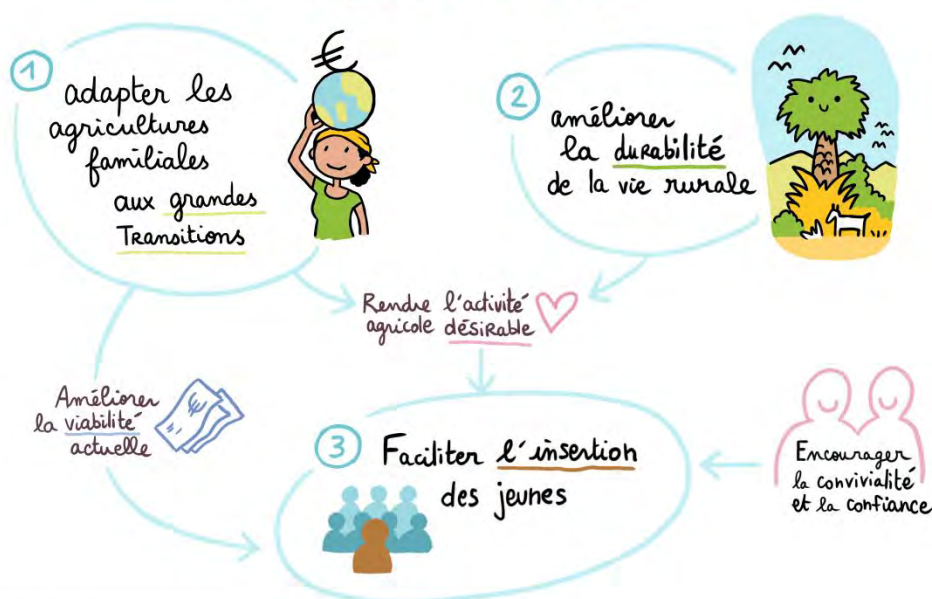 €
1
adapter les
agricultures
familiales
aux grandes
Transitions
2
améliorer
la durabilité
de la vie rurale
Rendre l'activité
agricole désirable
Améliorer
la viabilité
actuelle
€
3
Faciliter l'insertion
des jeunes
Encourager
la convivialité
et la confiance